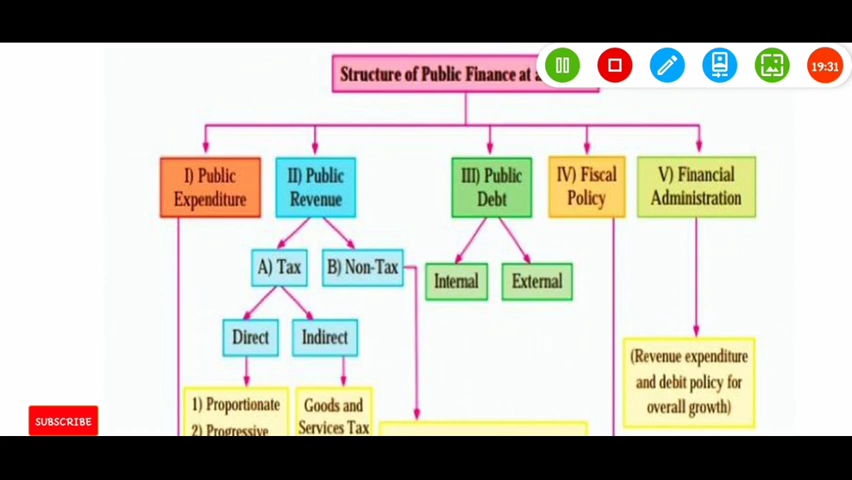 Structure of Public Finance at a
19:31
I) Public
Expenditure
II) Public
Revenue
III) Public
Debt
IV) Fiscal
Policy
V) Financial
Administration
A) Tax
B) Non-Tax
Internal
External
Direct
Indirect
(Revenue expenditure
and debit policy for
overall growth)
1) Proportionate
2) Progressive
Goods and
Services Tax
SUBSCRIBE